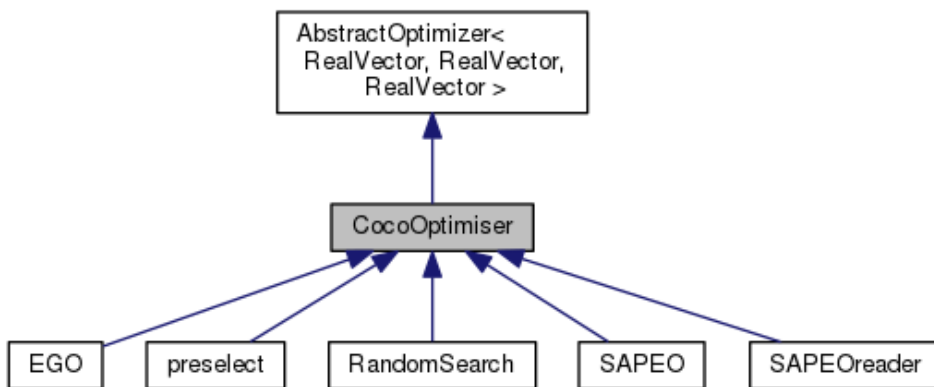 AbstractOptimizer<
RealVector, RealVector,
RealVector >
CocoOptimiser
EGO
preselect
RandomSearch
SAPEO
SAPEOreader